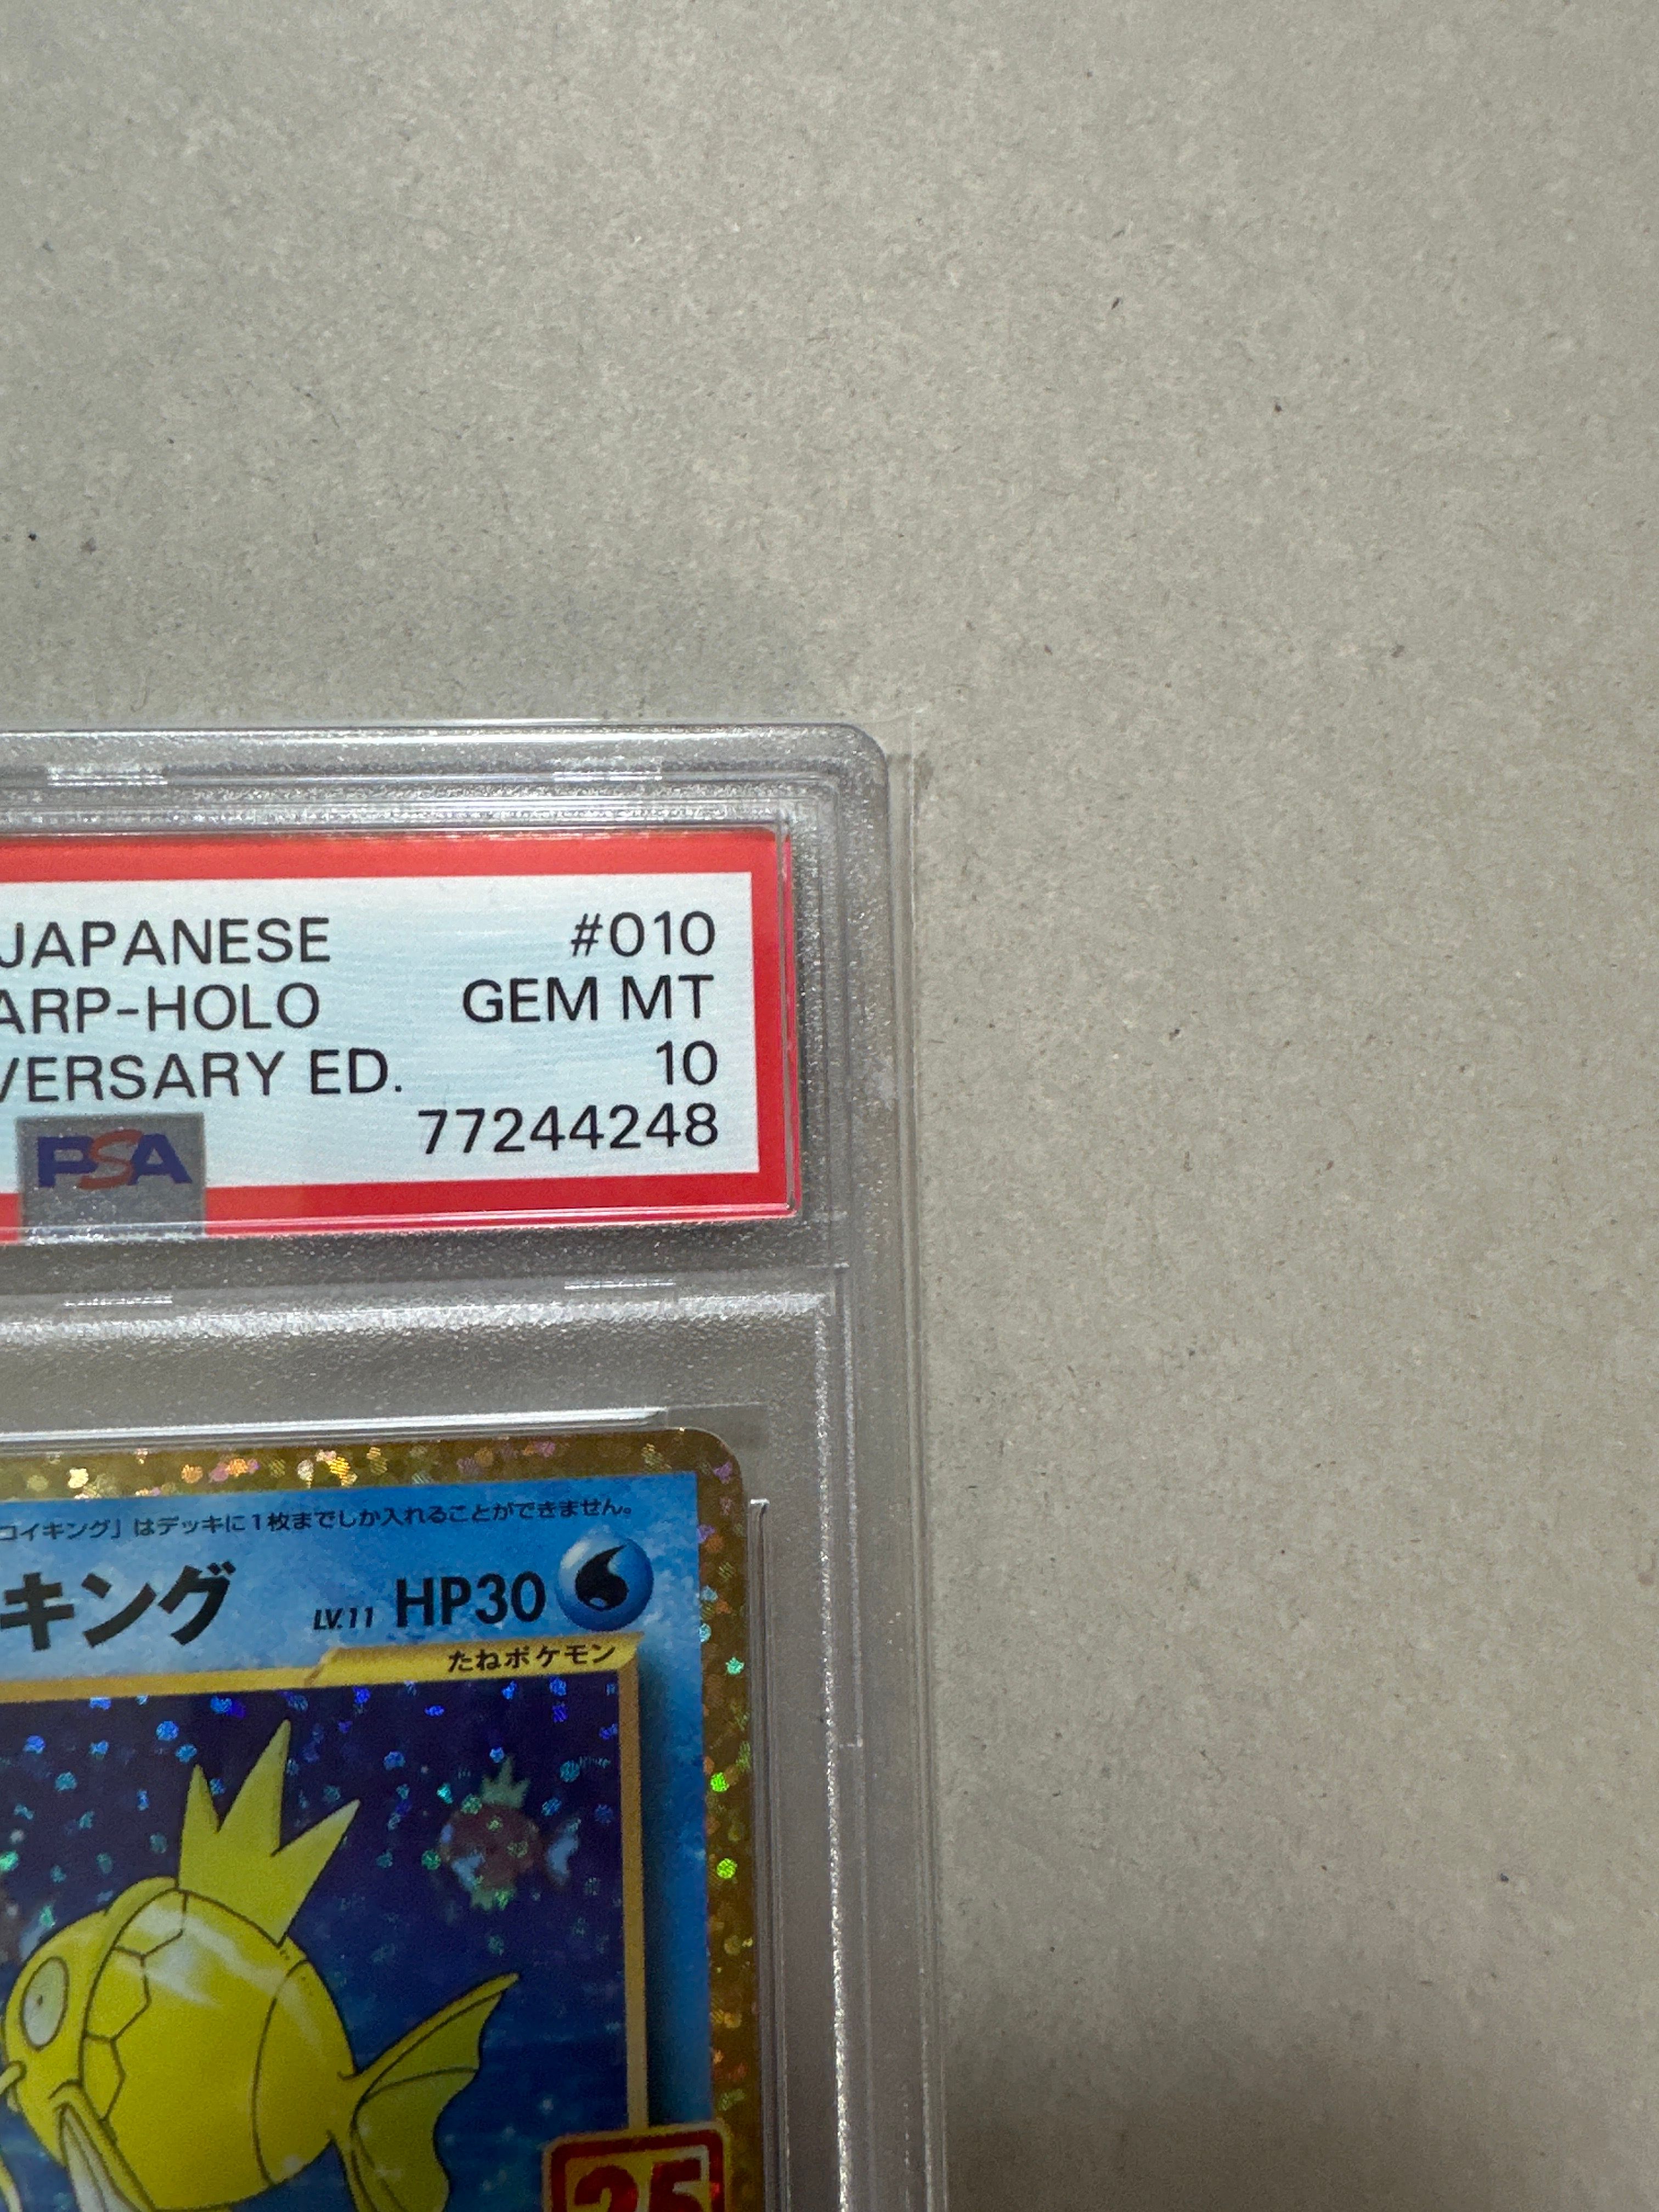 JAPANESE #010
ARP-HOLO GEM MT
VERSARY ED. 10
PSA 77244248
コイキング」はデッキに1枚までしか入れることができません。
キング LV.11 HP30
たねポケモン
25